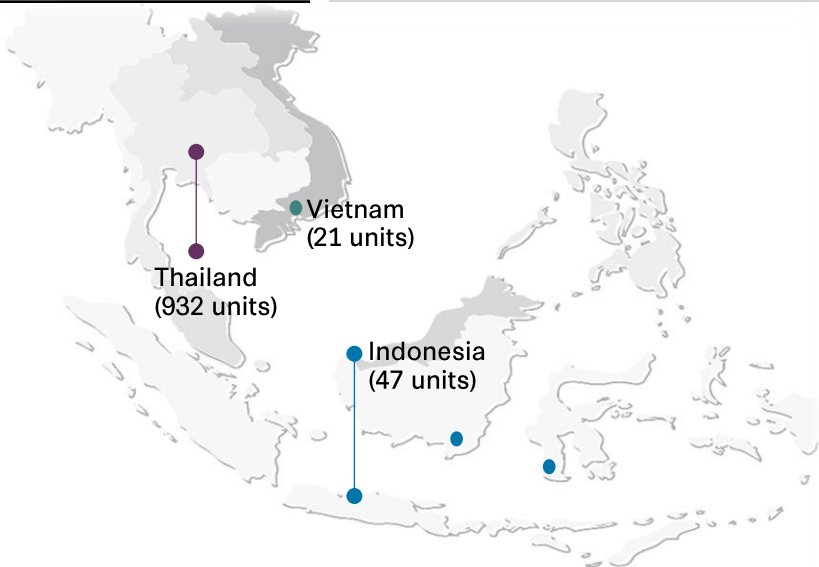 Vietnam
(21 units)
Thailand
(932 units)
Indonesia
(47 units)